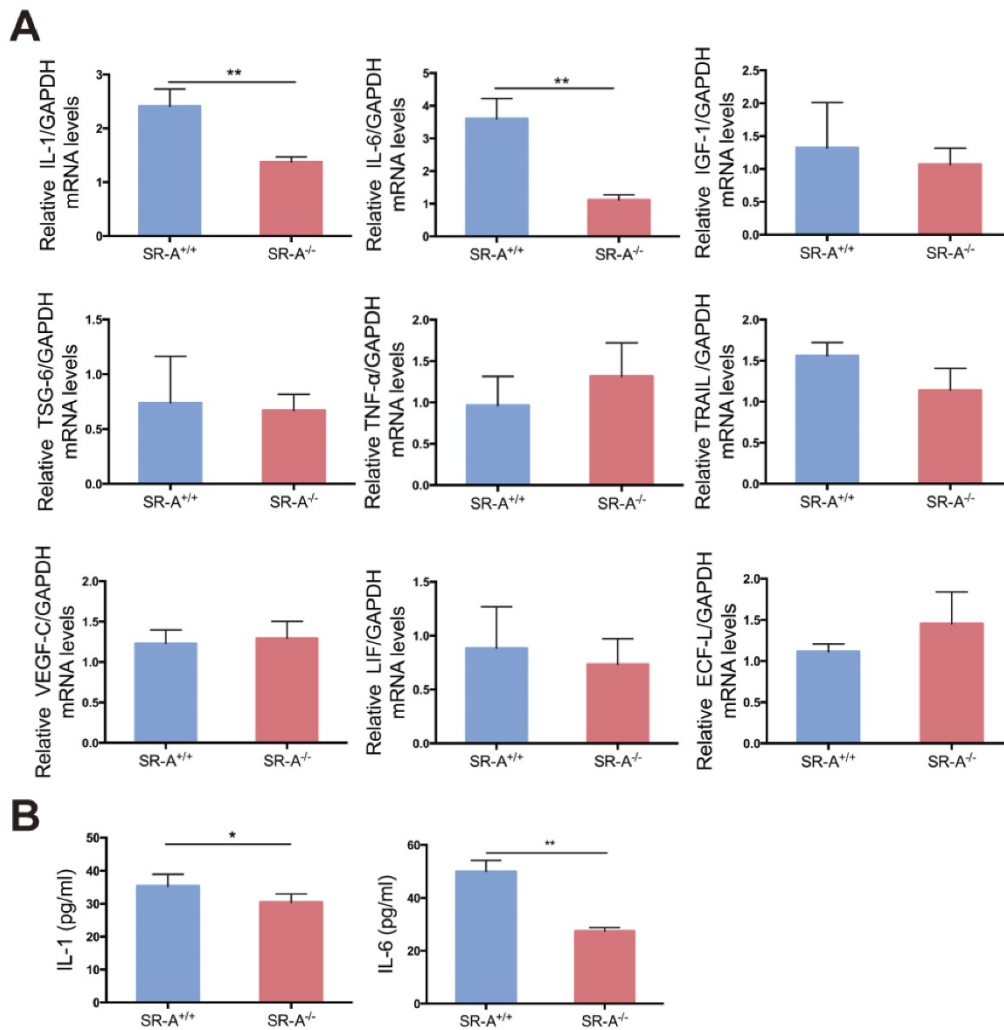 A
Relative IL-1/GAPDH
mRNA levels
3
2
1
0
**
SR-A+/+
SR-A-/-
Relative IL-6/GAPDH
mRNA levels
5
4
3
2
1
0
**
SR-A+/+
SR-A-/-
Relative IGF-1/GAPDH
mRNA levels
2.5
2.0
1.5
1.0
0.5
0.0
SR-A+/+
SR-A-/-
Relative TSG-6/GAPDH
mRNA levels
1.5
1.0
0.5
0.0
SR-A+/+
SR-A-/-
Relative TNF-α/GAPDH
mRNA levels
2.0
1.5
1.0
0.5
0.0
SR-A+/+
SR-A-/-
Relative TRAIL /GAPDH
mRNA levels
2.0
1.5
1.0
0.5
0.0
SR-A+/+
SR-A-/-
Relative VEGF-C/GAPDH
mRNA levels
2.0
1.5
1.0
0.5
0.0
SR-A+/+
SR-A-/-
Relative LIF/GAPDH
mRNA levels
1.5
1.0
0.5
0.0
SR-A+/+
SR-A-/-
Relative ECF-L/GAPDH
mRNA levels
2.0
1.5
1.0
0.5
0.0
SR-A+/+
SR-A-/-
B
IL-1 (pg/ml)
50
40
30
20
10
0
*
SR-A+/+
SR-A-/-
IL-6 (pg/ml)
60
40
20
0
**
SR-A+/+
SR-A-/-